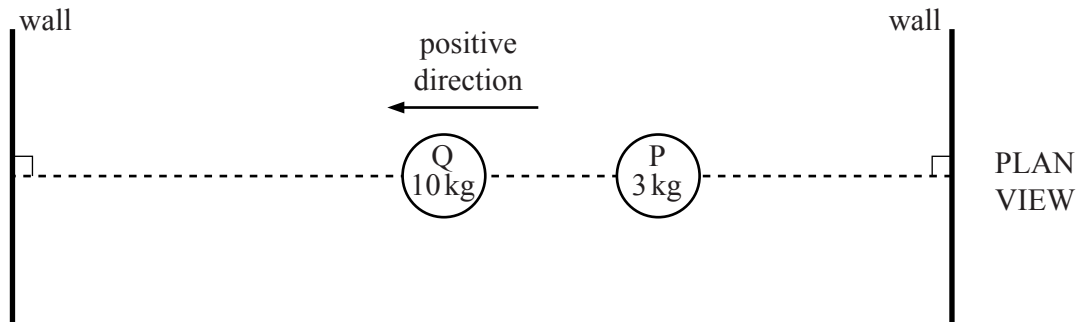 wall
wall
positive
direction
Q
10 kg
P
3 kg
PLAN
VIEW